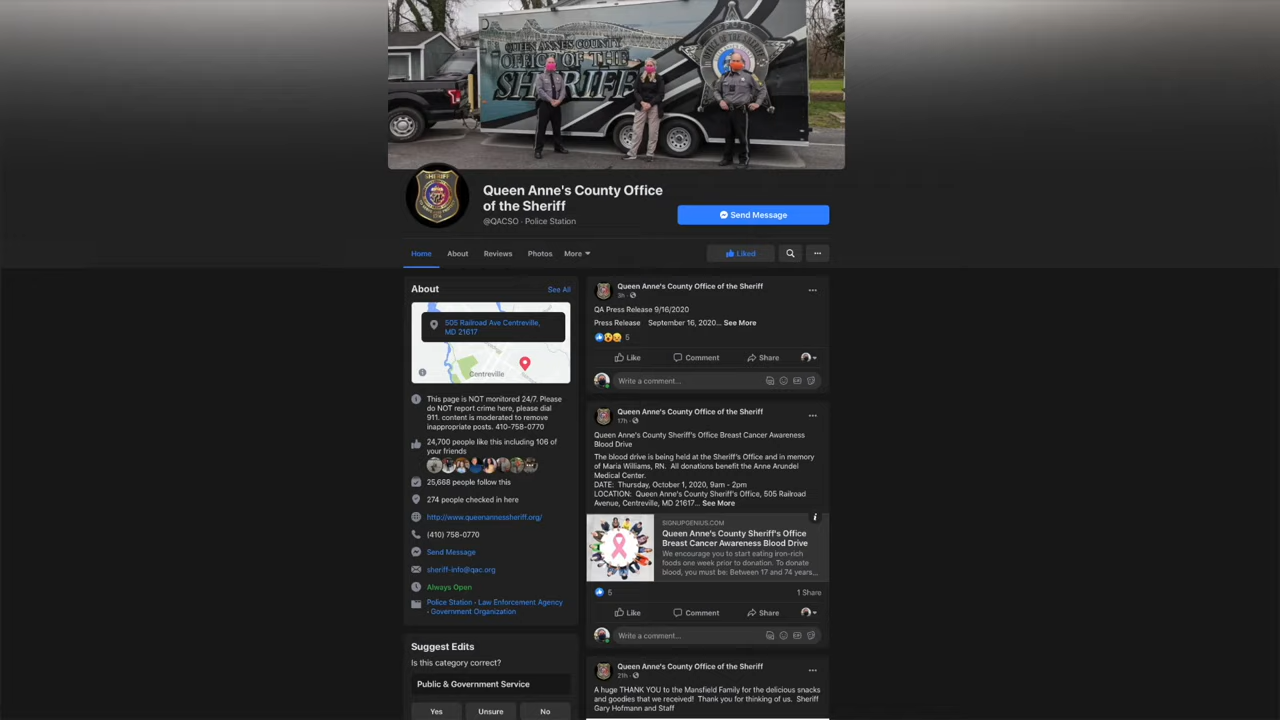 QUEEN ANNE'S COUNTY
OFFICE OF THE
SHERIFF
DEPUTY
SHERIFF
Queen Anne's County Office
of the Sheriff
@QACSO · Police Station
Send Message
Home
About
Reviews
Photos
More
Liked
About
See All
505 Railroad Ave Centreville,
MD 21617
Centreville
This page is NOT monitored 24/7. Please
do NOT report crime here, please dial
911. content is moderated to remove
inappropriate posts. 410-758-0770
24,700 people like this including 106 of
your friends
25,668 people follow this
274 people checked in here
http://www.queenannessheriff.org/
(410) 758-0770
Send Message
sheriff-info@qac.org
Always Open
Police Station · Law Enforcement Agency
· Government Organization
Suggest Edits
Is this category correct?
Public & Government Service
Yes
Unsure
No
Queen Anne's County Office of the Sheriff
3h ·
QA Press Release 9/16/2020
Press Release September 16, 2020... See More
5
Like
Comment
Share
Write a comment...
Queen Anne's County Office of the Sheriff
17h ·
Queen Anne's County Sheriff's Office Breast Cancer Awareness
Blood Drive
The blood drive is being held at the Sheriff's Office and in memory
of Maria Williams, RN. All donations benefit the Anne Arundel
Medical Center.
DATE: Thursday, October 1, 2020, 9am - 2pm
LOCATION: Queen Anne's County Sheriff's Office, 505 Railroad
Avenue, Centreville, MD 21617... See More
SIGNUPGENIUS.COM
Queen Anne's County Sheriff's Office
Breast Cancer Awareness Blood Drive
We encourage you to start eating iron-rich
foods one week prior to donation. To donate
blood, you must be: Between 17 and 74 years...
5
1 Share
Like
Comment
Share
Write a comment...
Queen Anne's County Office of the Sheriff
21h ·
A huge THANK YOU to the Mansfield Family for the delicious snacks
and goodies that we received! Thank you for thinking of us. Sheriff
Gary Hofmann and Staff